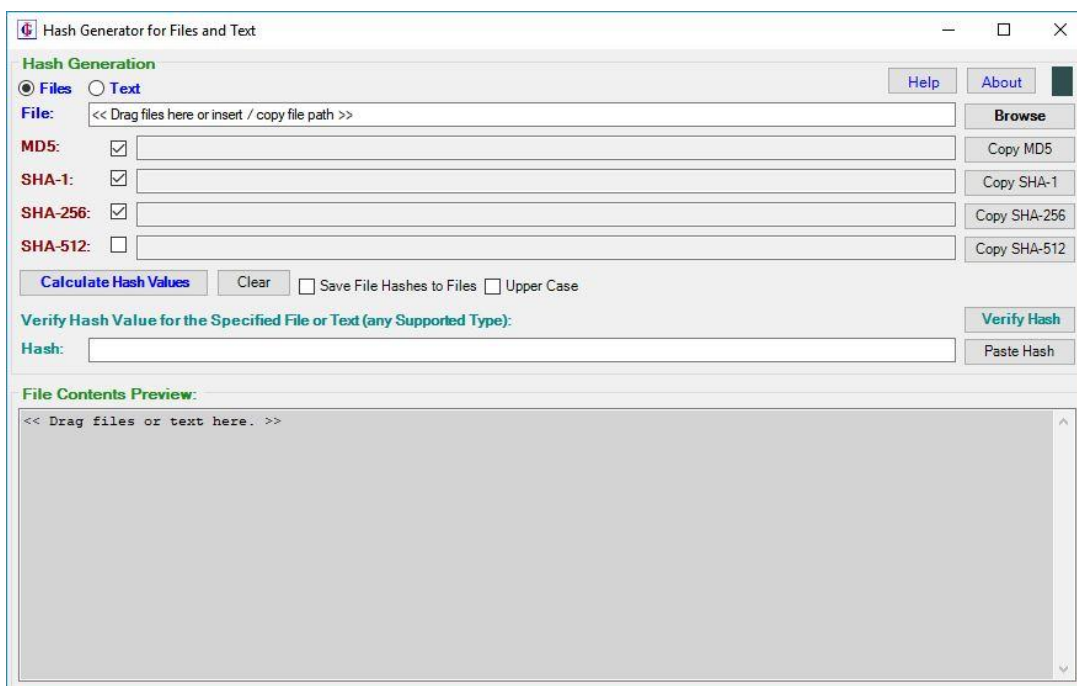 Hash Generator for Files and Text
Hash Generation
Files Text Help About
File: << Drag files here or insert / copy file path >> Browse
MD5: Copy MD5
SHA-1: Copy SHA-1
SHA-256: Copy SHA-256
SHA-512: Copy SHA-512
Calculate Hash Values Clear Save File Hashes to Files Upper Case
Verify Hash Value for the Specified File or Text (any Supported Type): Verify Hash
Hash: Paste Hash
File Contents Preview:
<< Drag files or text here. >>